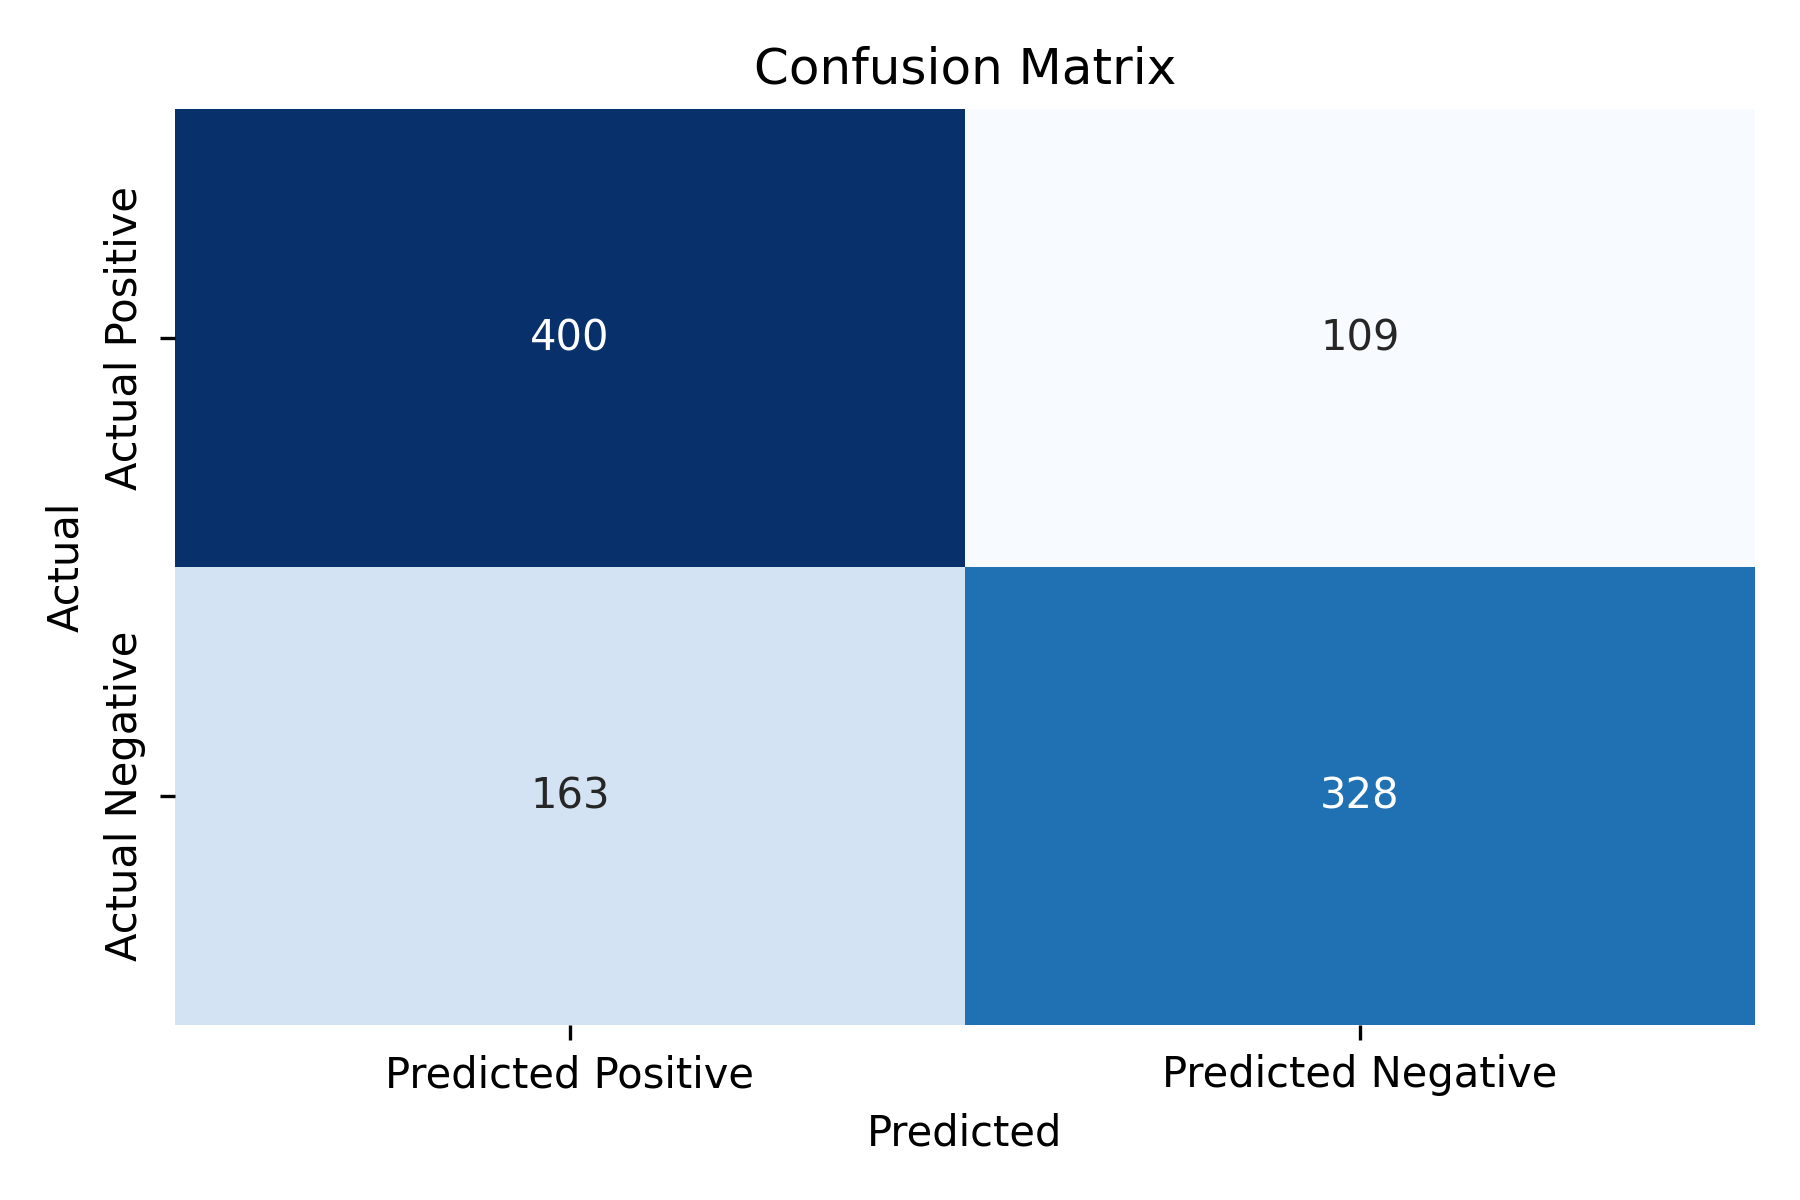 Confusion Matrix
Actual
Actual Positive
400
109
Actual Negative
163
328
Predicted Positive
Predicted Negative
Predicted